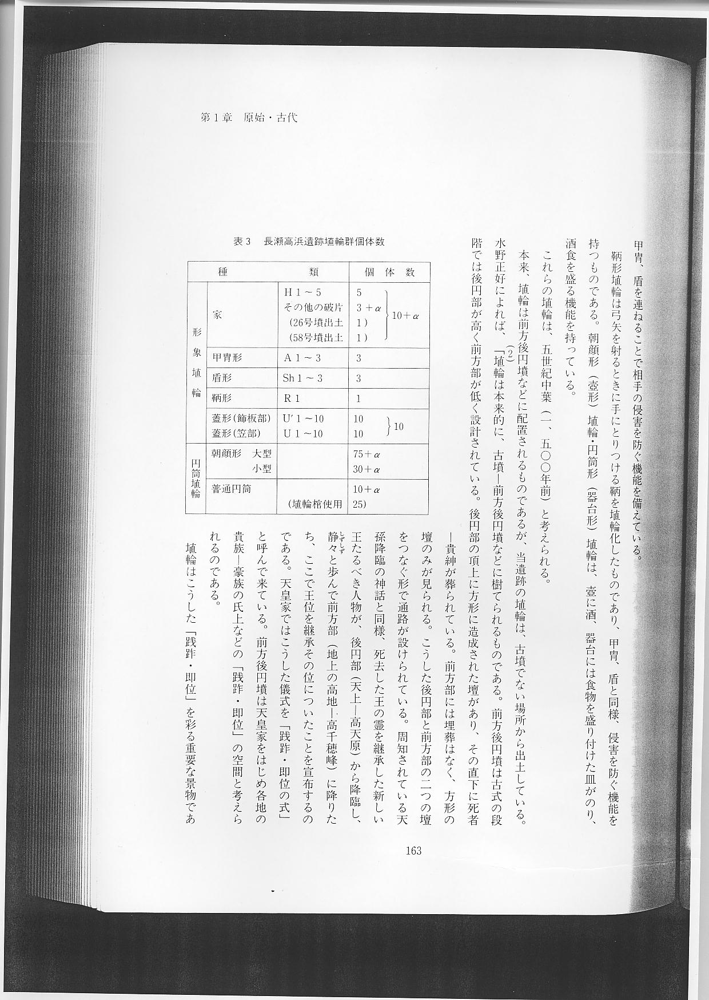 第1章　原始・古代
甲冑、盾を連ねることで相手の侵害を防ぐ機能を備えている。
鞆形埴輪は弓矢を射るときに手にとりつける鞆を埴輪化したものであり、甲冑、盾と同様、侵害を防ぐ機能を
持つものである。朝顔形（壺形）埴輪・円筒形（器台形）埴輪は、壺に酒、器台には食物を盛り付けた皿がのり、
酒食を盛る機能を持っている。
これらの埴輪は、五世紀中葉（一、五〇〇年前）と考えられる。
本来、埴輪は前方後円墳などに配置されるものであるが、当遺跡の埴輪は、古墳でない場所から出土している。
水野正好によれば、(2)「埴輪は本来的に、古墳―前方後円墳などに樹てられるものである。前方後円墳は古式の段
階では後円部が高く前方部が低く設計されている。後円部の頂上に方形に造成された壇があり、その直下に死者
―貴紳が葬られている。前方部には埋葬はなく、方形の
壇のみが見られる。こうした後円部と前方部の二つの壇
をつなぐ形で通路が設けられている。周知されている天
孫降臨の神話と同様、死去した王の霊を継承した新しい
王たるべき人物が、後円部（天上―高天原）から降臨し、
静々と歩んで前方部（地上の高地―高千穂峰）に降りた
しずしず
ち、ここで王位を継承その位についたことを宣布するの
である。天皇家ではこうした儀式を「践祚・即位の式」
と呼んで来ている。前方後円墳は天皇家をはじめ各地の
貴族―豪族の氏上などの「践祚・即位」の空間と考えら
れるのである。
埴輪はこうした「践祚・即位」を彩る重要な景物であ
表3　長瀬高浜遺跡埴輪群個体数
種　類　個体数
形象埴輪
家　H1～5　5
その他の破片　3＋α
(26号墳出土　1)
(58号墳出土　1)
10＋α
甲冑形　A1～3　3
盾形　Sh1～3　3
鞆形　R1　1
蓋形(飾板部)　U′1～10　10
蓋形(笠部)　U1～10　10
10
円筒埴輪
朝顔形　大型　75＋α
小型　30＋α
普通円筒　10＋α
(埴輪棺使用　25)
163